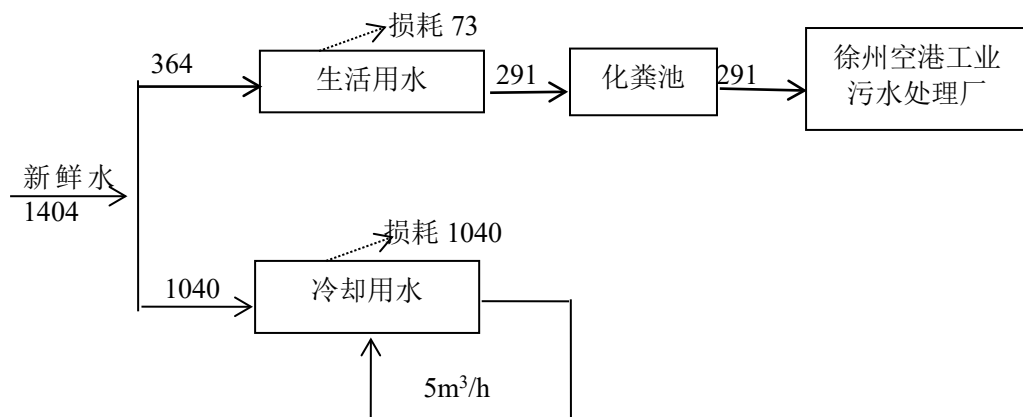 损耗 73
364
生活用水
291
化粪池
291
徐州空港工业
污水处理厂
新鲜水
1404
损耗 1040
1040
冷却用水
5m³/h